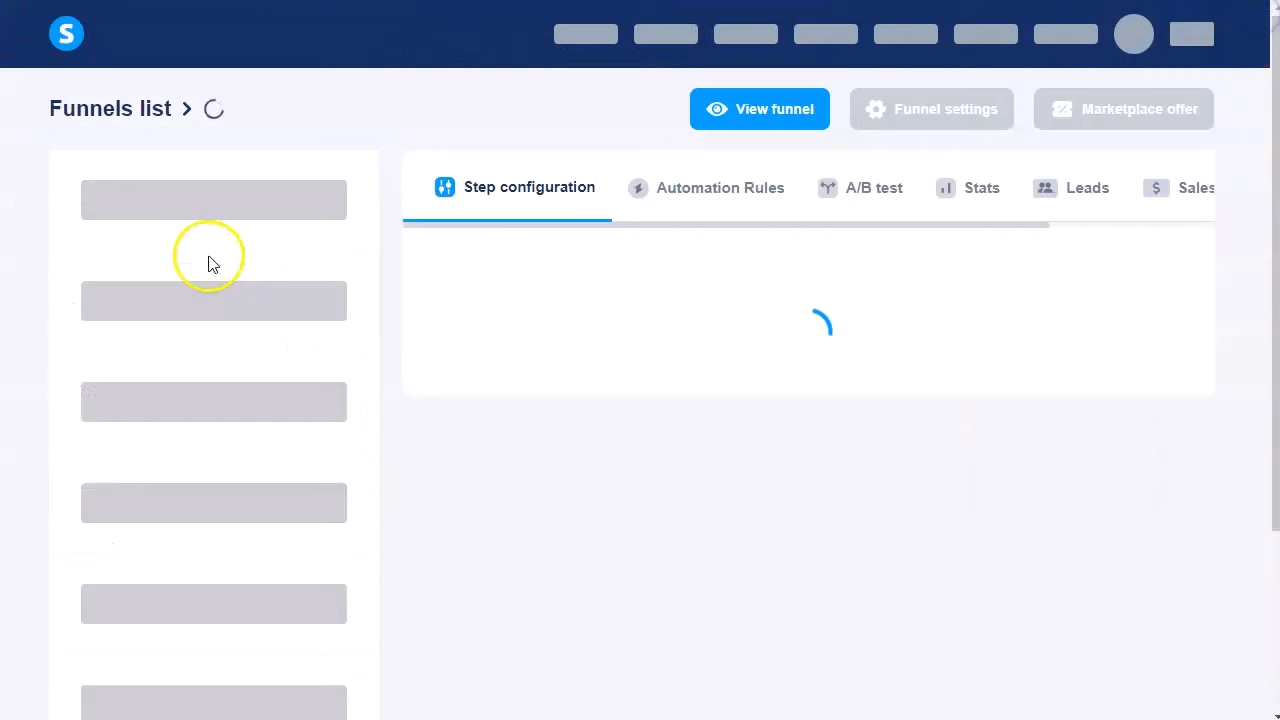 S
Funnels list
View funnel
Funnel settings
Marketplace offer
Step configuration
Automation Rules
A/B test
Stats
Leads
$ Sales